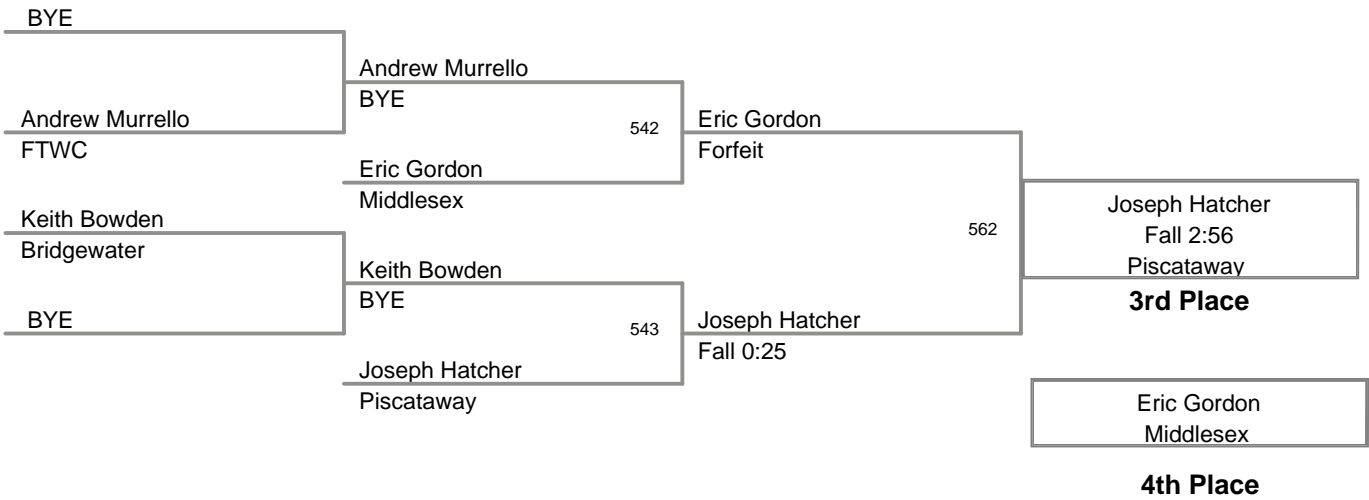 BYE
Andrew Murrello
BYE
Andrew Murrello
FTWC
542
Eric Gordon
Forfeit
Eric Gordon
Middlesex
Keith Bowden
Bridgewater
562
Joseph Hatcher
Fall 2:56
Piscataway
3rd Place
Keith Bowden
BYE
BYE
543
Joseph Hatcher
Fall 0:25
Joseph Hatcher
Piscataway
Eric Gordon
Middlesex
4th Place